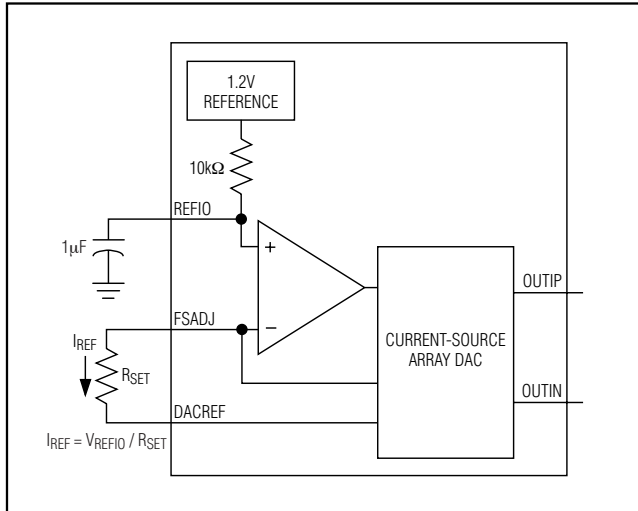 1.2V
REFERENCE
10kΩ
REFIO
1µF
+
−
FSADJ
IREF
RSET
DACREF
IREF = VREFIO / RSET
CURRENT-SOURCE
ARRAY DAC
OUTIP
OUTIN